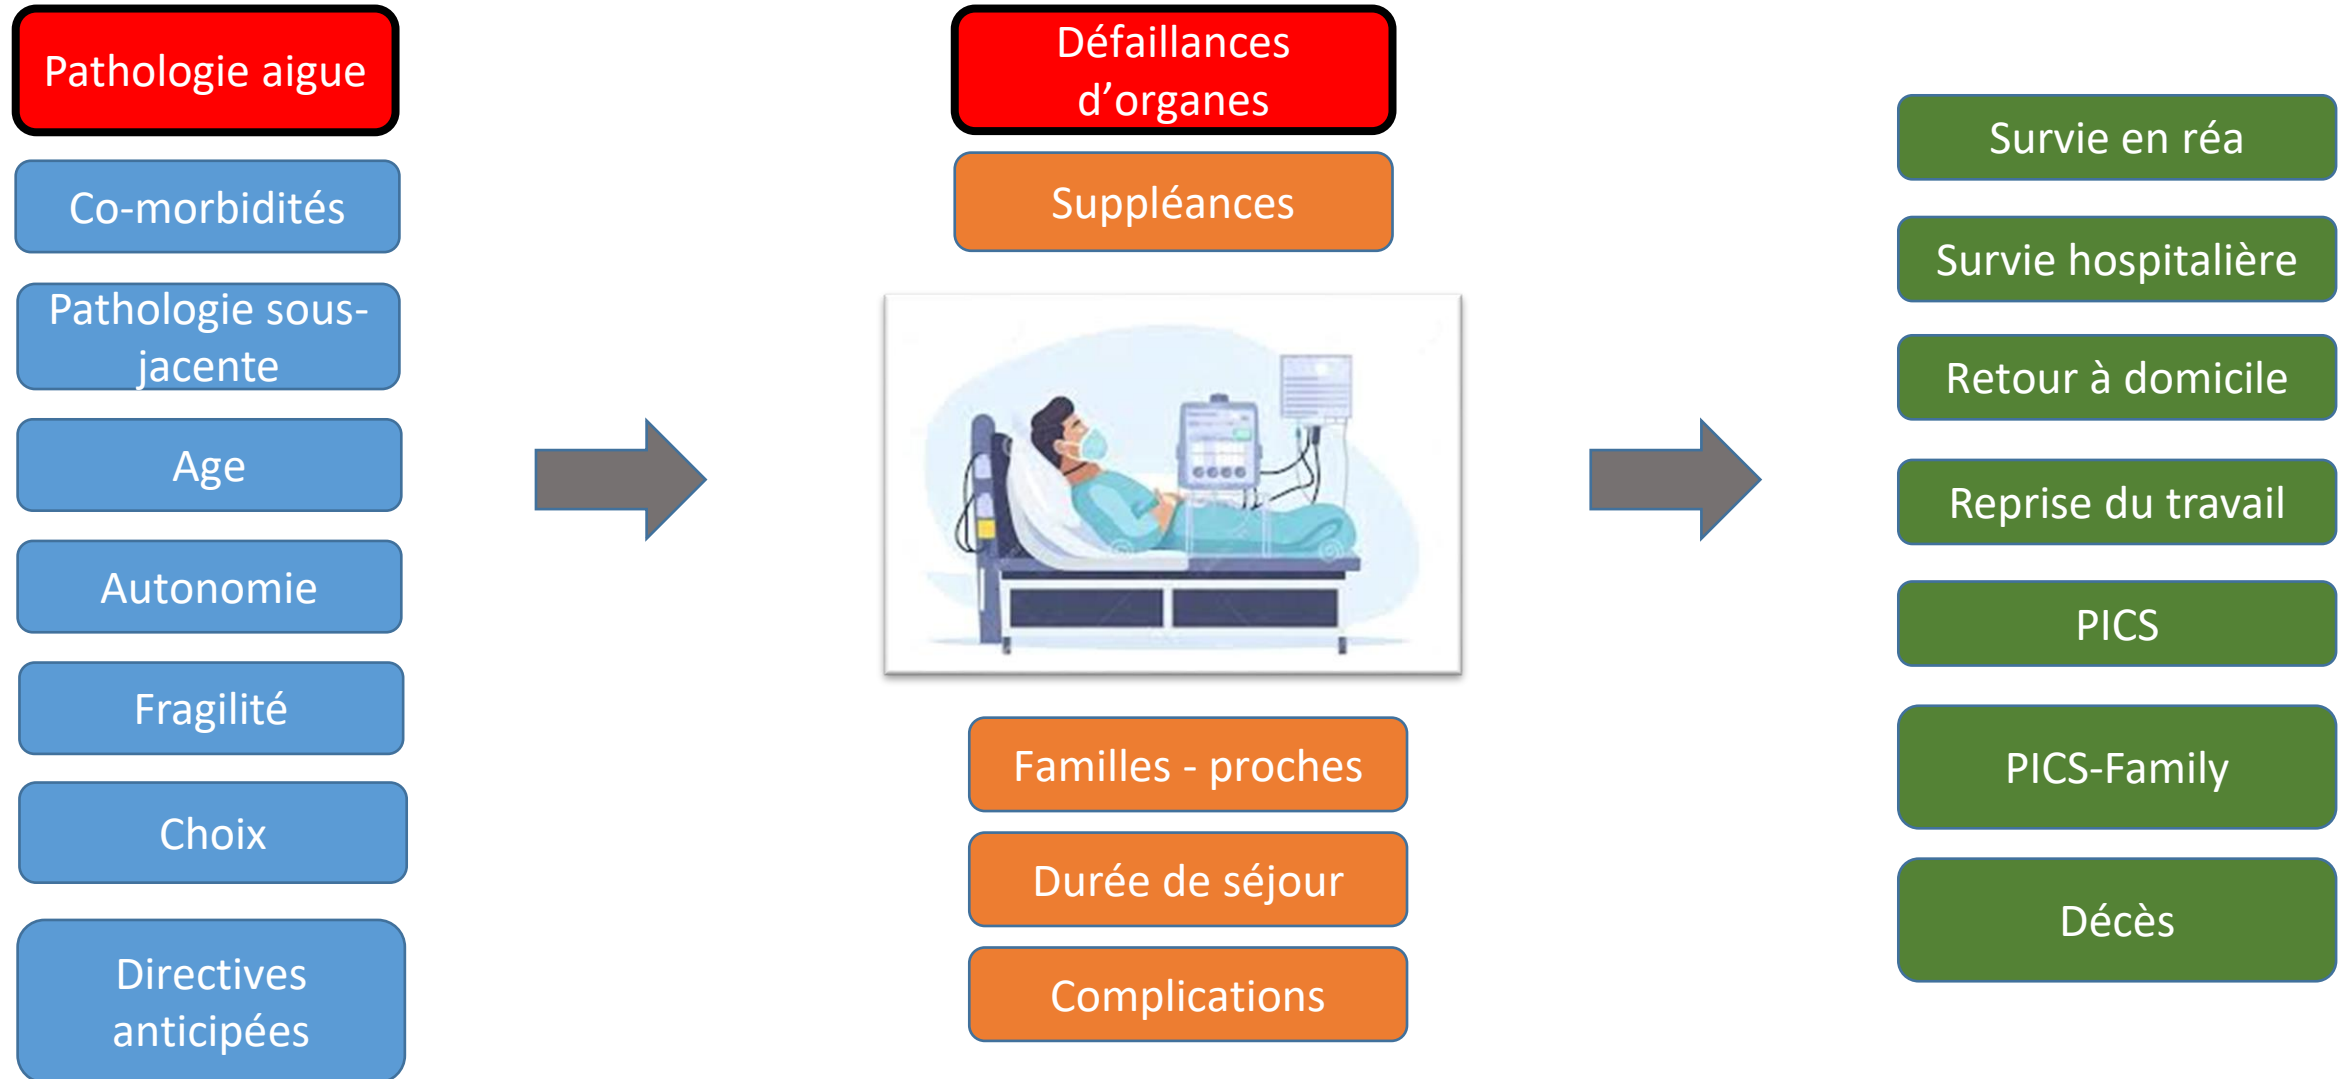 Pathologie aigue
Co-morbidités
Pathologie sous-
jacente
Age
Autonomie
Fragilité
Choix
Directives
anticipées
Défaillances
d’organes
Suppléances
Familles - proches
Durée de séjour
Complications
Survie en réa
Survie hospitalière
Retour à domicile
Reprise du travail
PICS
PICS-Family
Décès